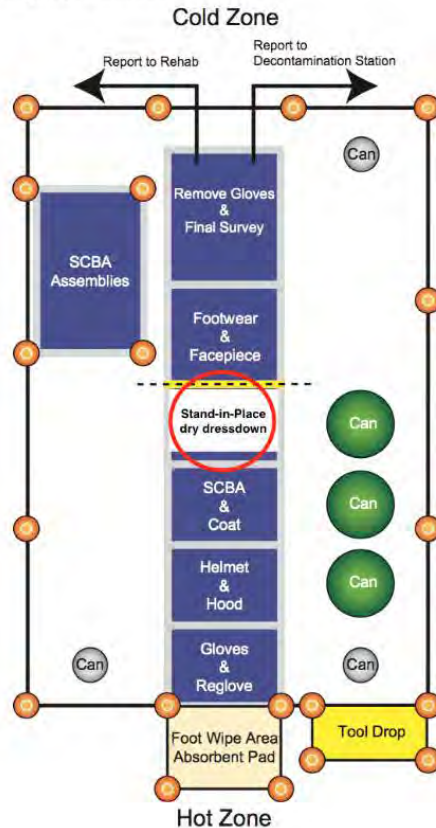 Cold Zone
Report to Rehab
Report to
Decontamination Station
Can
Remove Gloves
&
Final Survey
SCBA
Assemblies
Footwear
&
Facepiece
Stand-in-Place
dry dressdown
Can
SCBA
&
Coat
Can
Helmet
&
Hood
Can
Gloves
&
Reglove
Can
Can
Foot Wipe Area
Absorbent Pad
Tool Drop
Hot Zone